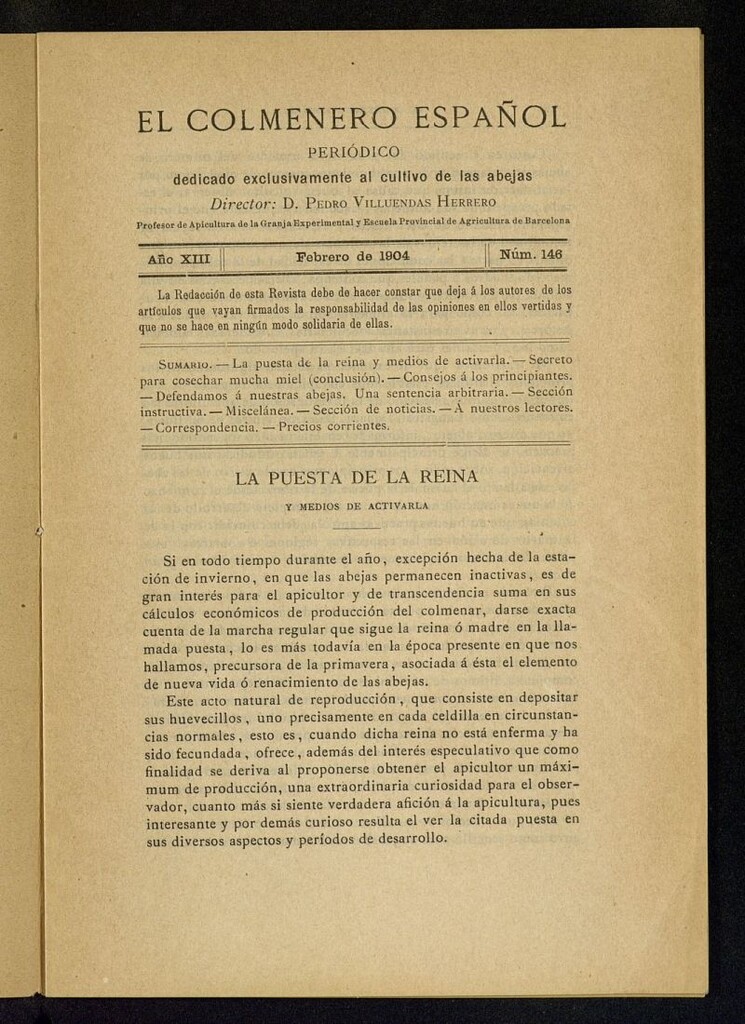 EL COLMENERO ESPAÑOL
PERIÓDICO
dedicado exclusivamente al cultivo de las abejas
Director: D. PEDRO VILLUENDAS HERRERO
Profesor de Apicultura de la Granja Experimental y Escuela Provincial de Agricultura de Barcelona
Año XIII Febrero de 1904 Núm. 146
La Redacción de esta Revista debe de hacer constar que deja á los autores de los
artículos que vayan firmados la responsabilidad de las opiniones en ellos vertidas y
que no se hace en ningún modo solidaria de ellas.
SUMARIO. — La puesta de la reina y medios de activarla. — Secreto
para cosechar mucha miel (conclusión). — Consejos á los principiantes.
— Defendamos á nuestras abejas. Una sentencia arbitraria. — Sección
instructiva. — Miscelánea. — Sección de noticias. — Á nuestros lectores.
— Correspondencia. — Precios corrientes.
LA PUESTA DE LA REINA
Y MEDIOS DE ACTIVARLA
Si en todo tiempo durante el año, excepción hecha de la esta-
ción de invierno, en que las abejas permanecen inactivas, es de
gran interés para el apicultor y de transcendencia suma en sus
cálculos económicos de producción del colmenar, darse exacta
cuenta de la marcha regular que sigue la reina ó madre en la lla-
mada puesta, lo es más todavía en la época presente en que nos
hallamos, precursora de la primavera, asociada á ésta el elemento
de nueva vida ó renacimiento de las abejas.
Este acto natural de reproducción, que consiste en depositar
sus huevecillos, uno precisamente en cada celdilla en circunstan-
cias normales, esto es, cuando dicha reina no está enferma y ha
sido fecundada, ofrece, además del interés especulativo que como
finalidad se deriva al proponerse obtener el apicultor un máxi-
mum de producción, una extraordinaria curiosidad para el obser-
vador, cuanto más si siente verdadera afición á la apicultura, pues
interesante y por demás curioso resulta el ver la citada puesta en
sus diversos aspectos y períodos de desarrollo.